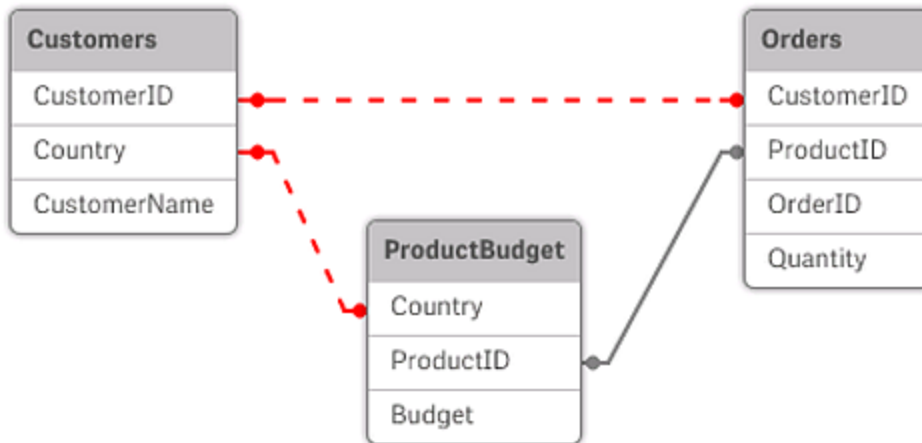 Customers
CustomerID
Country
CustomerName
ProductBudget
Country
ProductID
Budget
Orders
CustomerID
ProductID
OrderID
Quantity